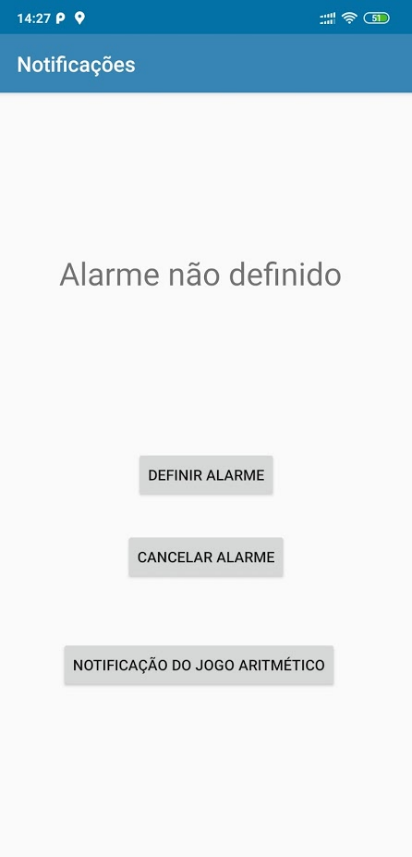 14:27 P 51
Notificações
Alarme não definido
DEFINIR ALARME
CANCELAR ALARME
NOTIFICAÇÃO DO JOGO ARITMÉTICO